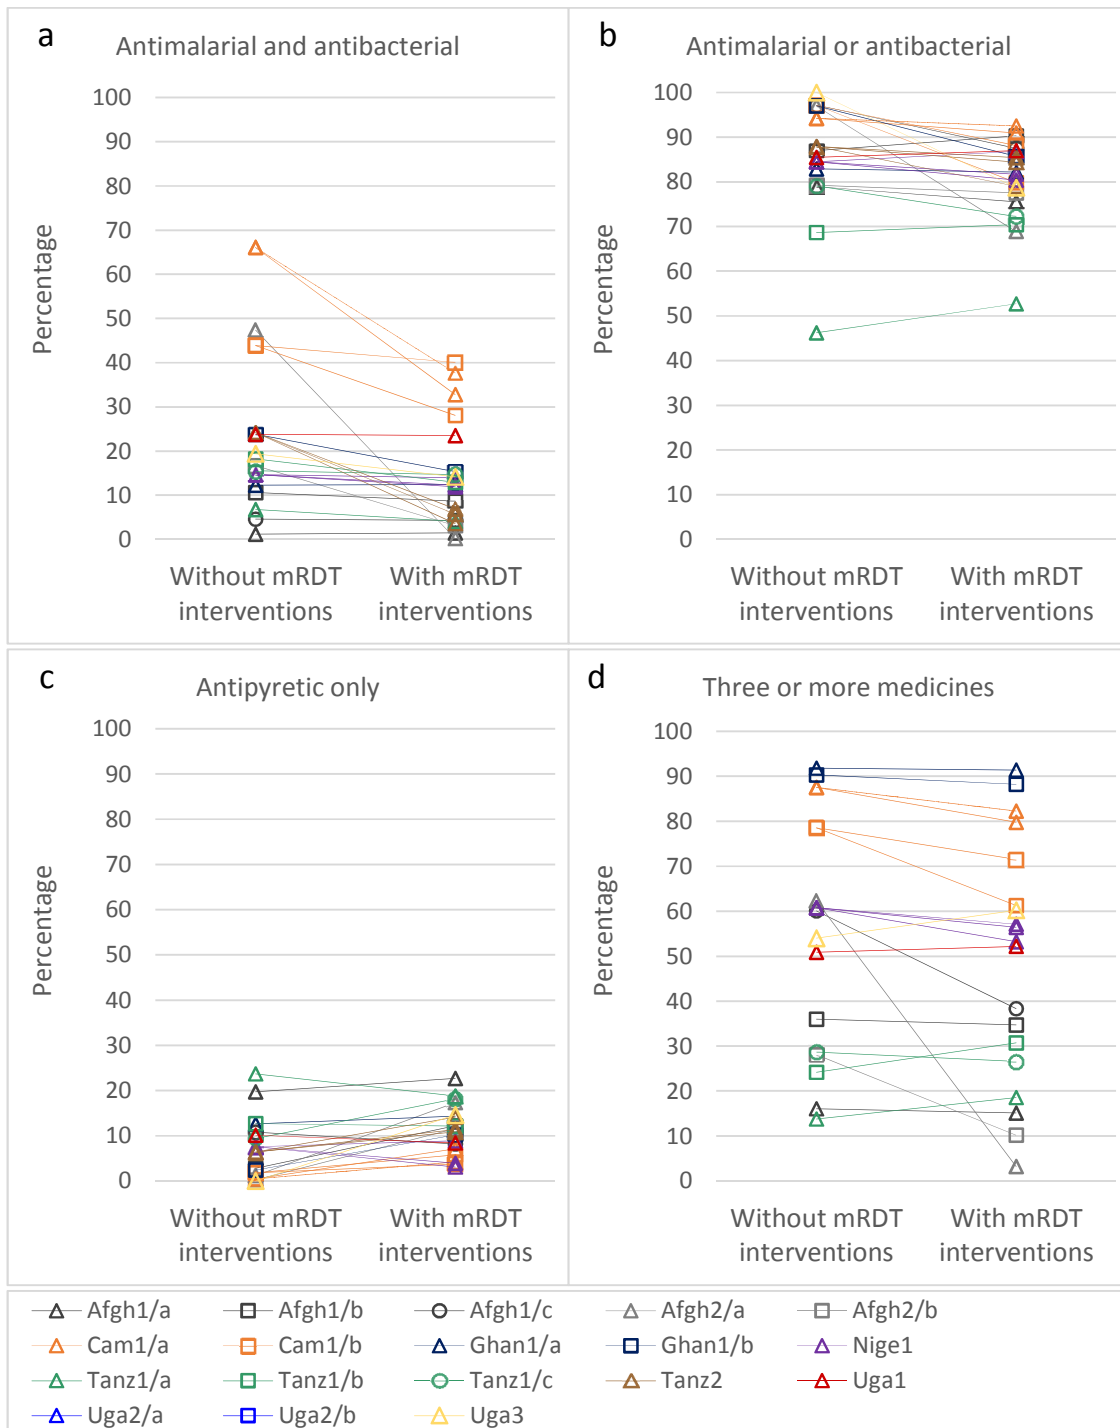 a
Antimalarial and antibacterial
100
90
80
70
60
50
40
30
20
10
0
Percentage
Without mRDT
interventions
With mRDT
interventions
b
Antimalarial or antibacterial
100
90
80
70
60
50
40
30
20
10
0
Percentage
Without mRDT
interventions
With mRDT
interventions
c
Antipyretic only
100
90
80
70
60
50
40
30
20
10
0
Percentage
Without mRDT
interventions
With mRDT
interventions
d
Three or more medicines
100
90
80
70
60
50
40
30
20
10
0
Percentage
Without mRDT
interventions
With mRDT
interventions
Afgh1/a Afgh1/b Afgh1/c Afgh2/a Afgh2/b
Cam1/a Cam1/b Ghan1/a Ghan1/b Nige1
Tanz1/a Tanz1/b Tanz1/c Tanz2 Uga1
Uga2/a Uga2/b Uga3